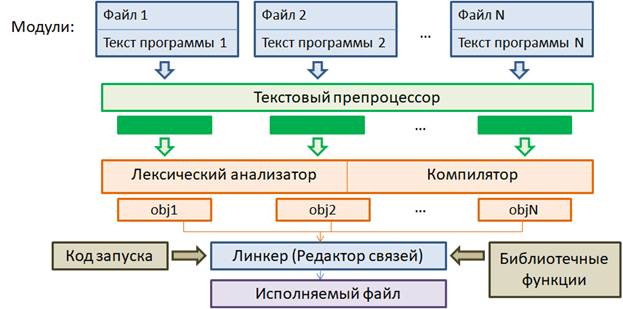 Модули:
Файл 1
Файл 2
...
Файл N
Текст программы 1
Текст программы 2
Текст программы N
Текстовый препроцессор
...
Лексический анализатор
Компилятор
obj1
obj2
...
objN
Код запуска
Линкер (Редактор связей)
Библиотечные
функции
Исполняемый файл